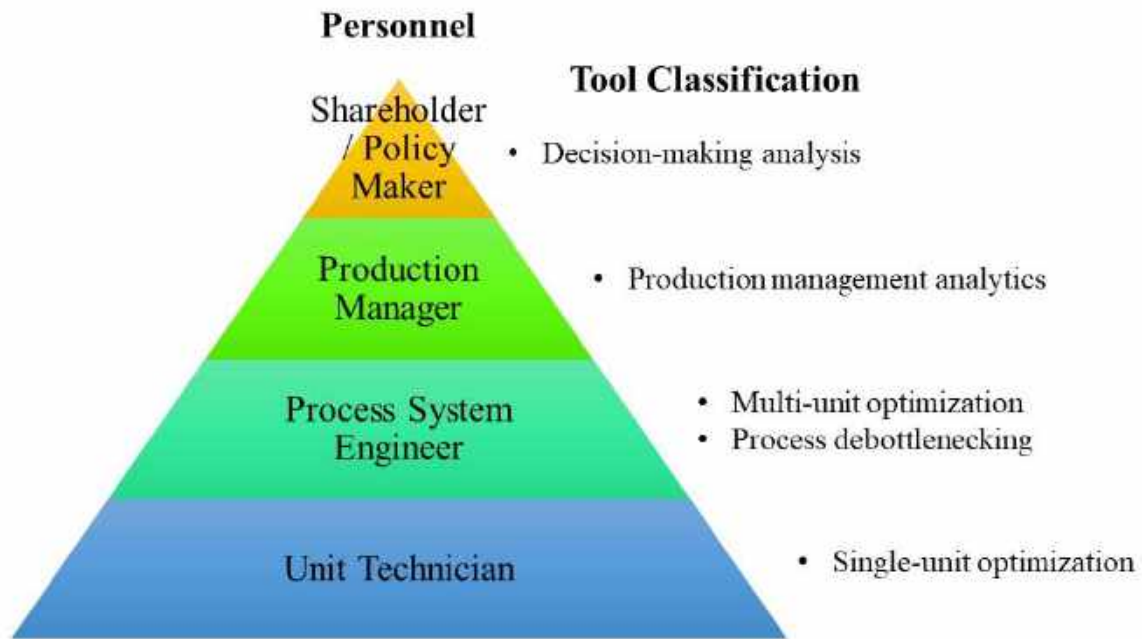 Personnel
Tool Classification
Shareholder
/ Policy
Maker
• Decision-making analysis
Production
Manager
• Production management analytics
Process System
Engineer
• Multi-unit optimization
• Process debottlenecking
Unit Technician
• Single-unit optimization